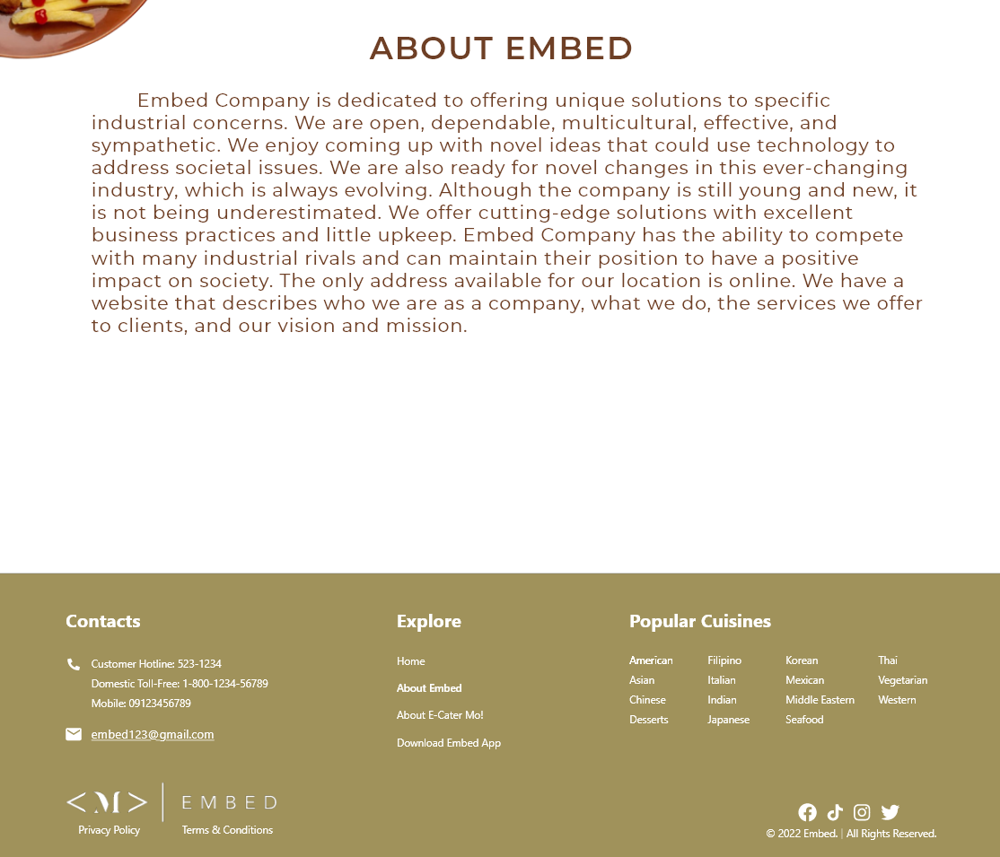 ABOUT EMBED
Embed Company is dedicated to offering unique solutions to specific
industrial concerns. We are open, dependable, multicultural, effective, and
sympathetic. We enjoy coming up with novel ideas that could use technology to
address societal issues. We are also ready for novel changes in this ever-changing
industry, which is always evolving. Although the company is still young and new, it
is not being underestimated. We offer cutting-edge solutions with excellent
business practices and little upkeep. Embed Company has the ability to compete
with many industrial rivals and can maintain their position to have a positive
impact on society. The only address available for our location is online. We have a
website that describes who we are as a company, what we do, the services we offer
to clients, and our vision and mission.
Contacts
Customer Hotline: 523-1234
Domestic Toll-Free: 1-800-1234-56789
Mobile: 09123456789
embed123@gmail.com
Explore
Home
About Embed
About E-Cater Mo!
Download Embed App
Popular Cuisines
American Filipino Korean Thai
Asian Italian Mexican Vegetarian
Chinese Indian Middle Eastern Western
Desserts Japanese Seafood
<M> | EMBED
Privacy Policy Terms & Conditions
© 2022 Embed. | All Rights Reserved.